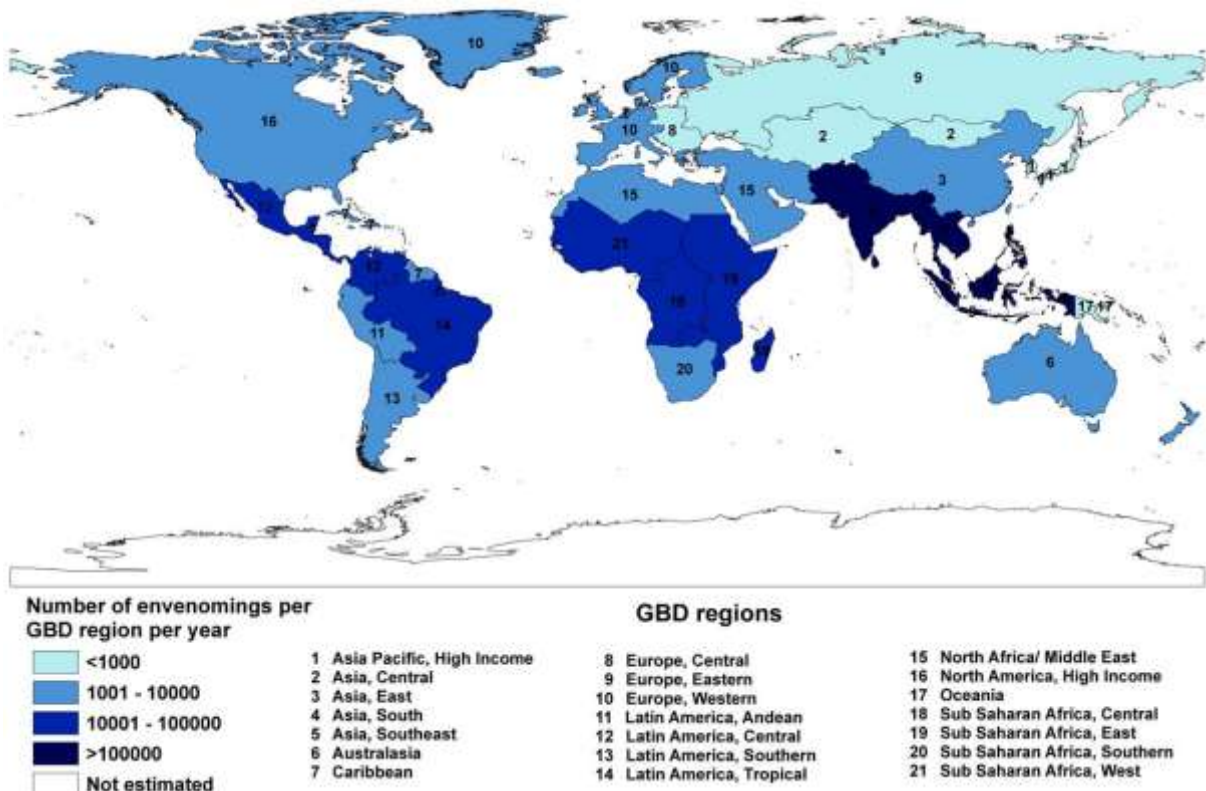 10
10
16
9
8
10
2
2
1
15
15
3
21
19
12
7
18
17 17
14
11
20
6
13
Number of envenomings per
GBD region per year
<1000
1001 - 10000
10001 - 100000
>100000
Not estimated
GBD regions
1 Asia Pacific, High Income
2 Asia, Central
3 Asia, East
4 Asia, South
5 Asia, Southeast
6 Australasia
7 Caribbean
8 Europe, Central
9 Europe, Eastern
10 Europe, Western
11 Latin America, Andean
12 Latin America, Central
13 Latin America, Southern
14 Latin America, Tropical
15 North Africa/ Middle East
16 North America, High Income
17 Oceania
18 Sub Saharan Africa, Central
19 Sub Saharan Africa, East
20 Sub Saharan Africa, Southern
21 Sub Saharan Africa, West